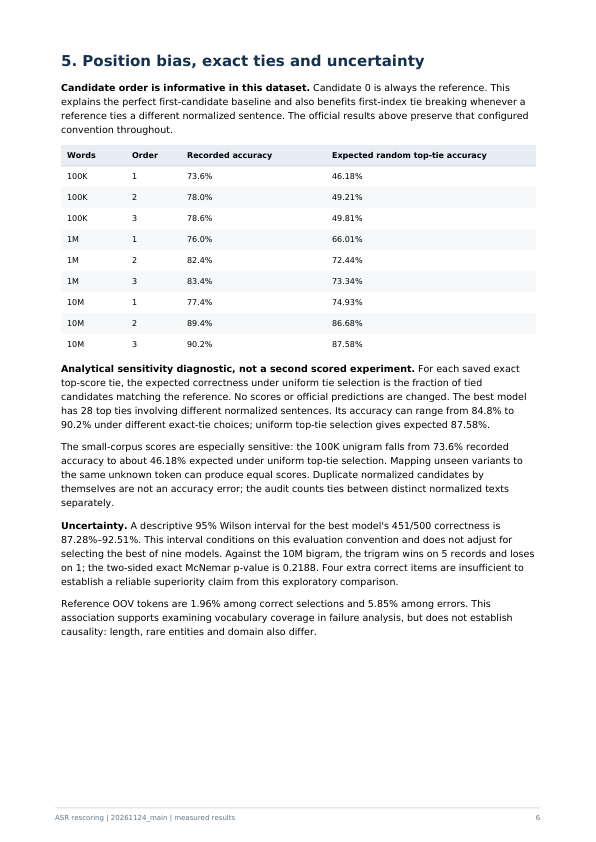 5. Position bias, exact ties and uncertainty
Candidate order is informative in this dataset. Candidate 0 is always the reference. This
explains the perfect first-candidate baseline and also benefits first-index tie breaking whenever a
reference ties a different normalized sentence. The official results above preserve that configured
convention throughout.
Words Order Recorded accuracy Expected random top-tie accuracy
100K 1 73.6% 46.18%
100K 2 78.0% 49.21%
100K 3 78.6% 49.81%
1M 1 76.0% 66.01%
1M 2 82.4% 72.44%
1M 3 83.4% 73.34%
10M 1 77.4% 74.93%
10M 2 89.4% 86.68%
10M 3 90.2% 87.58%
Analytical sensitivity diagnostic, not a second scored experiment. For each saved exact
top-score tie, the expected correctness under uniform tie selection is the fraction of tied
candidates matching the reference. No scores or official predictions are changed. The best model
has 28 top ties involving different normalized sentences. Its accuracy can range from 84.8% to
90.2% under different exact-tie choices; uniform top-tie selection gives expected 87.58%.
The small-corpus scores are especially sensitive: the 100K unigram falls from 73.6% recorded
accuracy to about 46.18% expected under uniform top-tie selection. Mapping unseen variants to
the same unknown token can produce equal scores. Duplicate normalized candidates by
themselves are not an accuracy error; the audit counts ties between distinct normalized texts
separately.
Uncertainty. A descriptive 95% Wilson interval for the best model's 451/500 correctness is
87.28%–92.51%. This interval conditions on this evaluation convention and does not adjust for
selecting the best of nine models. Against the 10M bigram, the trigram wins on 5 records and loses
on 1; the two-sided exact McNemar p-value is 0.2188. Four extra correct items are insufficient to
establish a reliable superiority claim from this exploratory comparison.
Reference OOV tokens are 1.96% among correct selections and 5.85% among errors. This
association supports examining vocabulary coverage in failure analysis, but does not establish
causality: length, rare entities and domain also differ.
ASR rescoring | 20261124_main | measured results 6